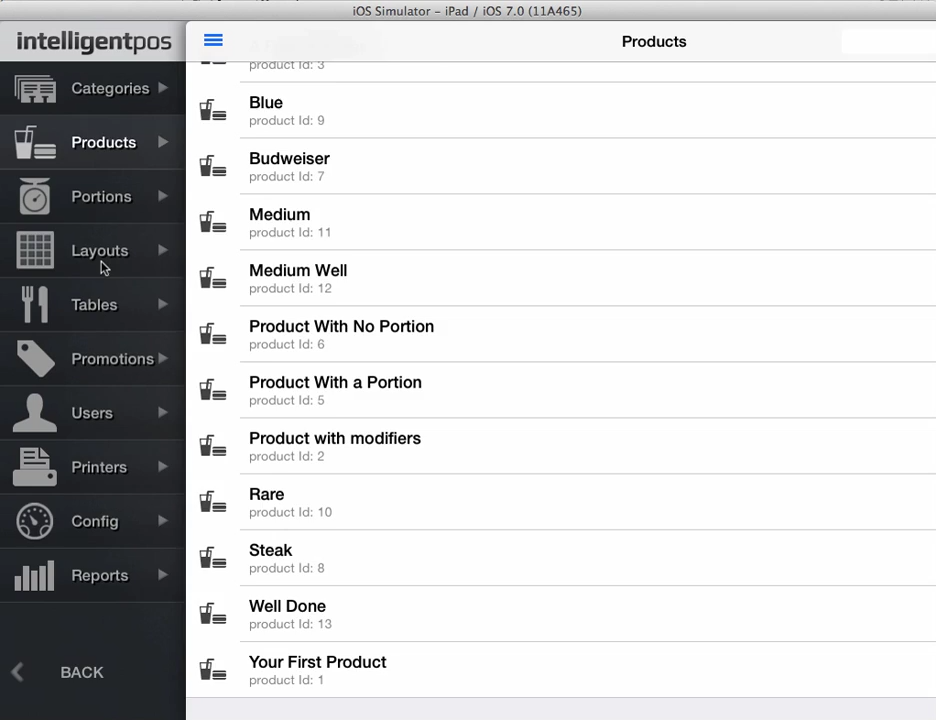 iOS Simulator – iPad / iOS 7.0 (11A465)
intelligentpos
Products
Categories
Products
Portions
Layouts
Tables
Promotions
Users
Printers
Config
Reports
BACK
product Id: 3
Blue
product Id: 9
Budweiser
product Id: 7
Medium
product Id: 11
Medium Well
product Id: 12
Product With No Portion
product Id: 6
Product With a Portion
product Id: 5
Product with modifiers
product Id: 2
Rare
product Id: 10
Steak
product Id: 8
Well Done
product Id: 13
Your First Product
product Id: 1